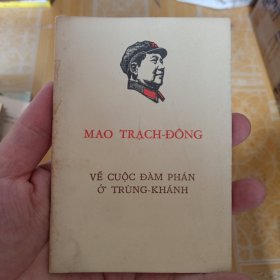 MAO TRẠCH-ĐÔNG
VỀ CUỘC ĐÀM PHÁN
Ở TRÙNG-KHÁNH